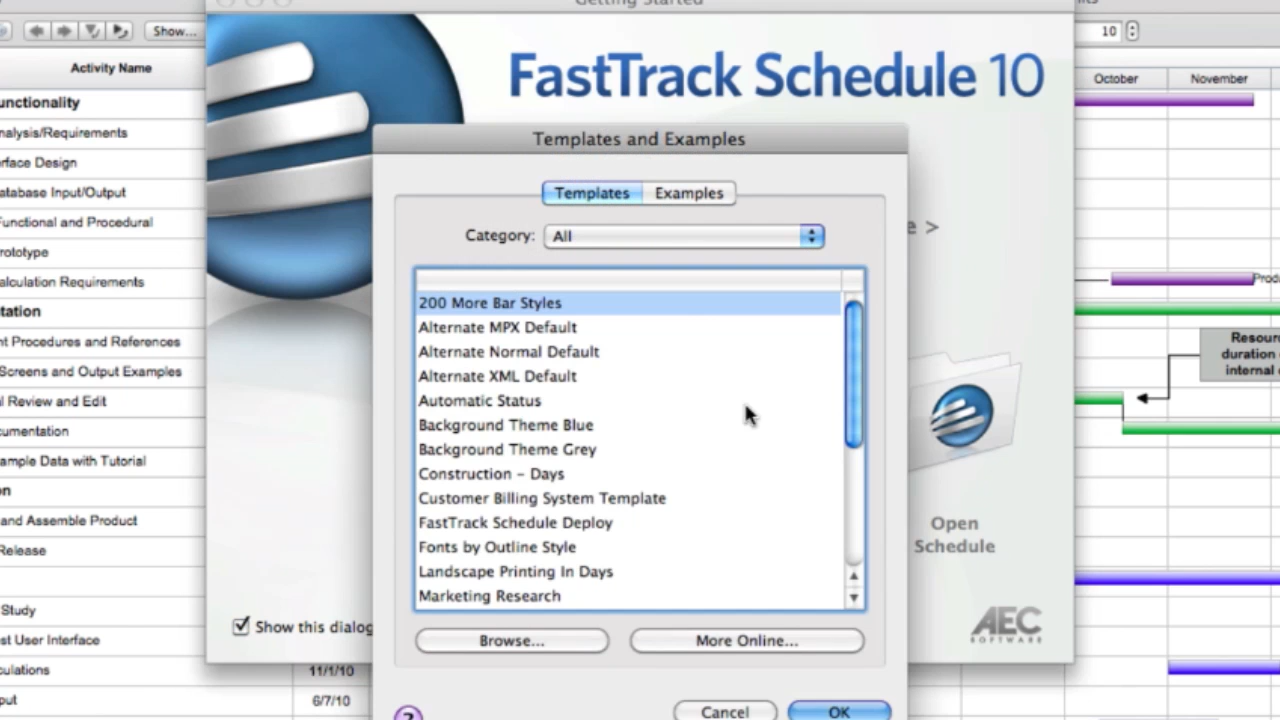 Getting Started
Show...
10
Activity Name
October
November
FastTrack Schedule 10
Templates and Examples
Templates
Examples
Category:
All
e >
200 More Bar Styles
Alternate MPX Default
Alternate Normal Default
Alternate XML Default
Automatic Status
Background Theme Blue
Background Theme Grey
Construction – Days
Customer Billing System Template
FastTrack Schedule Deploy
Fonts by Outline Style
Landscape Printing In Days
Marketing Research
Browse...
More Online...
Cancel
OK
?
Open
Schedule
AEC
SOFTWARE
Show this dialog
unctionality
nalysis/Requirements
rface Design
atabase Input/Output
Functional and Procedural
rototype
alculation Requirements
tation
nt Procedures and References
Screens and Output Examples
l Review and Edit
cumentation
ample Data with Tutorial
on
and Assemble Product
Release
Study
st User Interface
culations
11/1/10
put
6/7/10
Produ
Resour
duration
internal